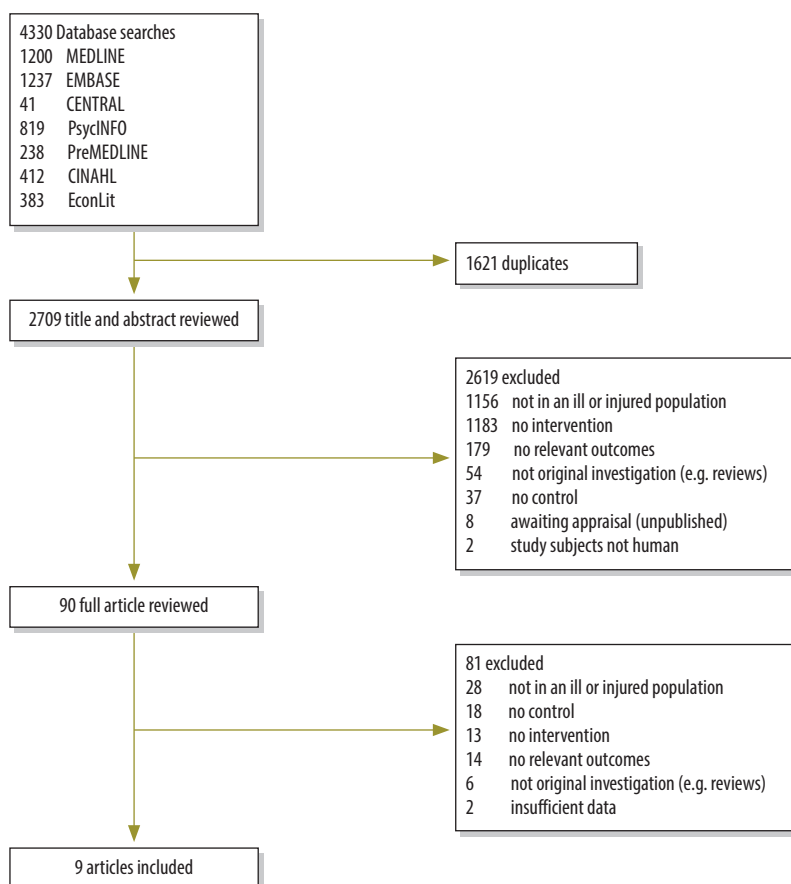 4330 Database searches
1200 MEDLINE
1237 EMBASE
41 CENTRAL
819 PsycINFO
238 PreMEDLINE
412 CINAHL
383 EconLit
1621 duplicates
2709 title and abstract reviewed
2619 excluded
1156 not in an ill or injured population
1183 no intervention
179 no relevant outcomes
54 not original investigation (e.g. reviews)
37 no control
8 awaiting appraisal (unpublished)
2 study subjects not human
90 full article reviewed
81 excluded
28 not in an ill or injured population
18 no control
13 no intervention
14 no relevant outcomes
6 not original investigation (e.g. reviews)
2 insufficient data
9 articles included